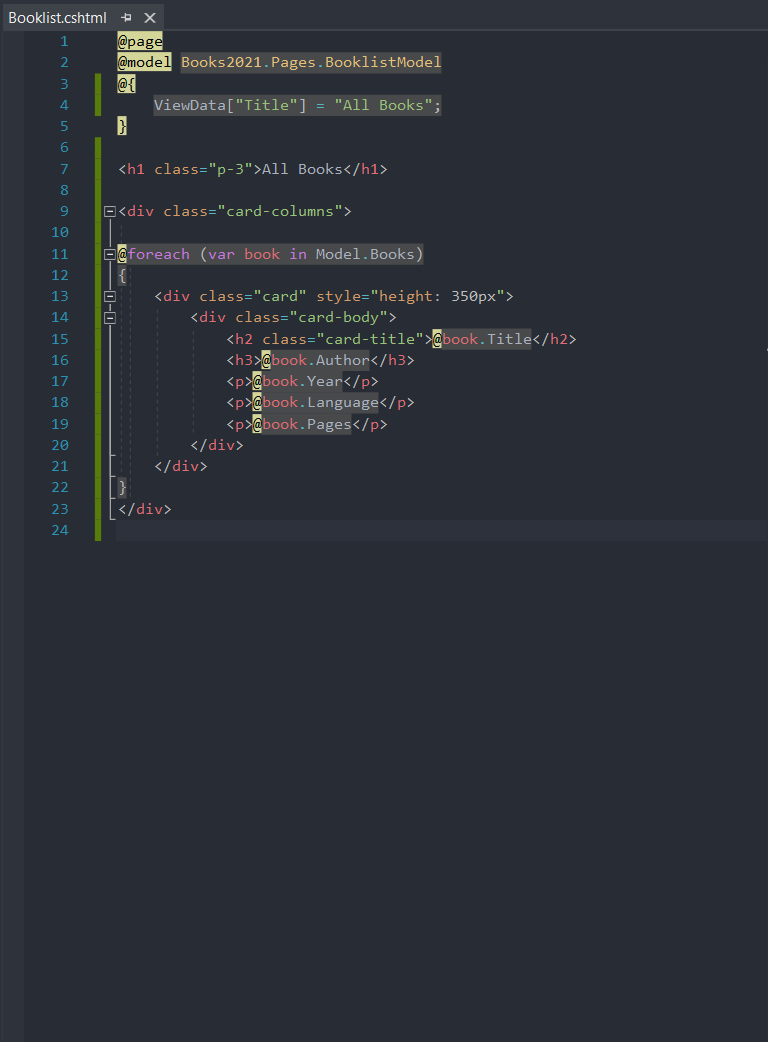 Booklist.cshtml
1 @page
2 @model Books2021.Pages.BooklistModel
3 @{
4     ViewData["Title"] = "All Books";
5 }
6
7 <h1 class="p-3">All Books</h1>
8
9 <div class="card-columns">
10
11 @foreach (var book in Model.Books)
12 {
13     <div class="card" style="height: 350px">
14         <div class="card-body">
15             <h2 class="card-title">@book.Title</h2>
16             <h3>@book.Author</h3>
17             <p>@book.Year</p>
18             <p>@book.Language</p>
19             <p>@book.Pages</p>
20         </div>
21     </div>
22 }
23 </div>
24